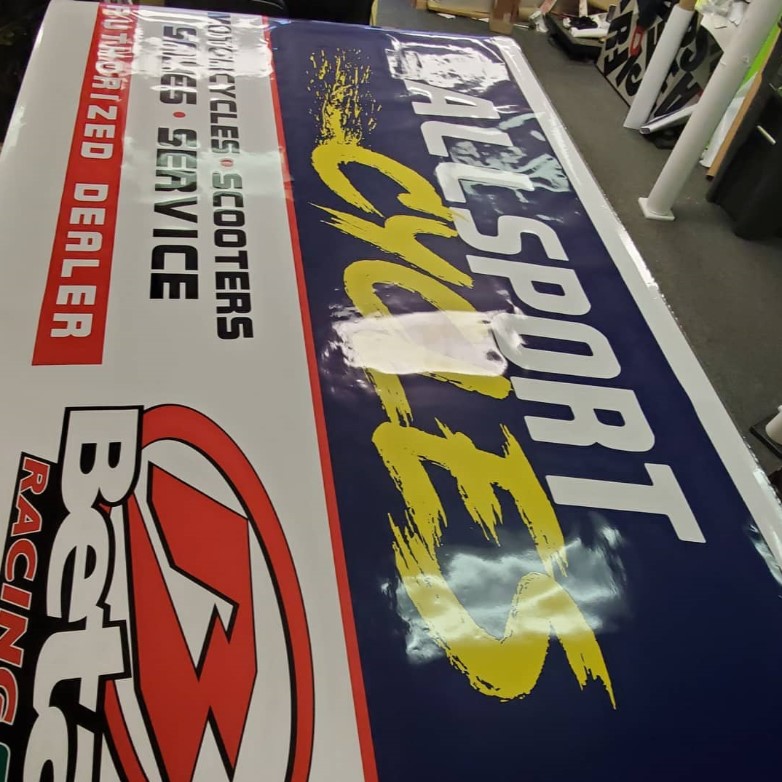 ALLSPORT
CYCLES
MOTORCYCLES • SCOOTERS
SALES • SERVICE
AUTHORIZED DEALER
Beta
RACING